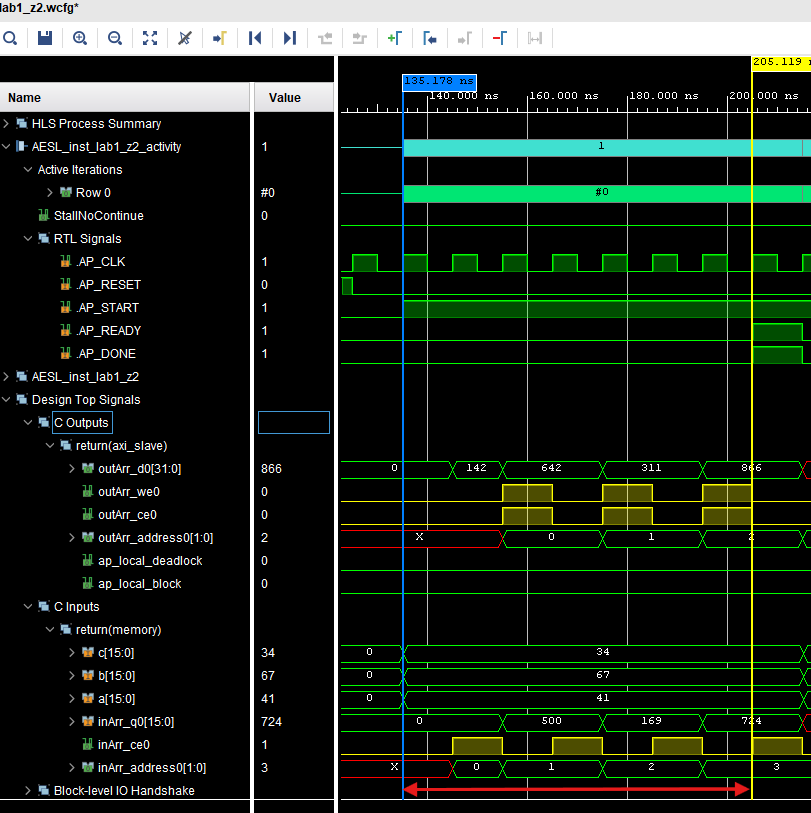 lab1_z2.wcfg*
205.119 n
135.178 ns
Name Value
140.000 ns 160.000 ns 180.000 ns 200.000 ns
HLS Process Summary
AESL_inst_lab1_z2_activity 1 1
Active Iterations
Row 0 #0 #0
StallNoContinue 0
RTL Signals
.AP_CLK 1
.AP_RESET 0
.AP_START 1
.AP_READY 1
.AP_DONE 1
AESL_inst_lab1_z2
Design Top Signals
C Outputs
return(axi_slave)
outArr_d0[31:0] 866 0 142 642 311 866
outArr_we0 0
outArr_ce0 0
outArr_address0[1:0] 2 X 0 1 2
ap_local_deadlock 0
ap_local_block 0
C Inputs
return(memory)
c[15:0] 34 0 34
b[15:0] 67 0 67
a[15:0] 41 0 41
inArr_q0[15:0] 724 0 500 169 724
inArr_ce0 1
inArr_address0[1:0] 3 X 0 1 2 3
Block-level IO Handshake